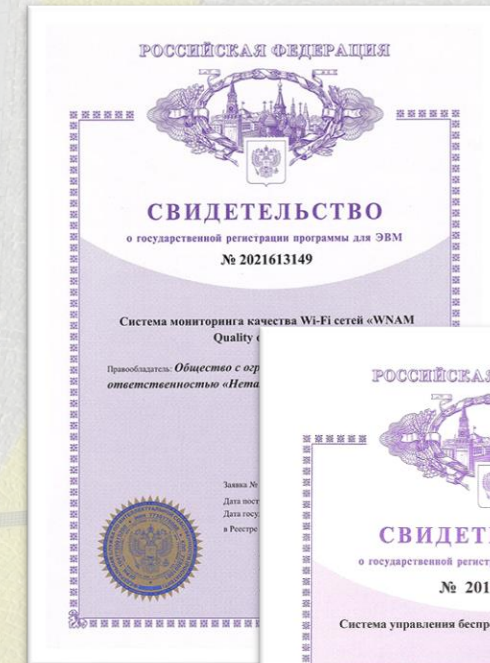 РОССИЙСКАЯ ФЕДЕРАЦИЯ
СВИДЕТЕЛЬСТВО
о государственной регистрации программы для ЭВМ
№ 2021613149
Система мониторинга качества Wi-Fi сетей «WNAM
Quality
Правообладатель: Общество с огр
ответственностью «Нета
Заявка №
Дата пост
Дата госу
в Реестре
РОССИЙСКА
СВИДЕТ
о государственной регист
№ 201
Система управления беспр